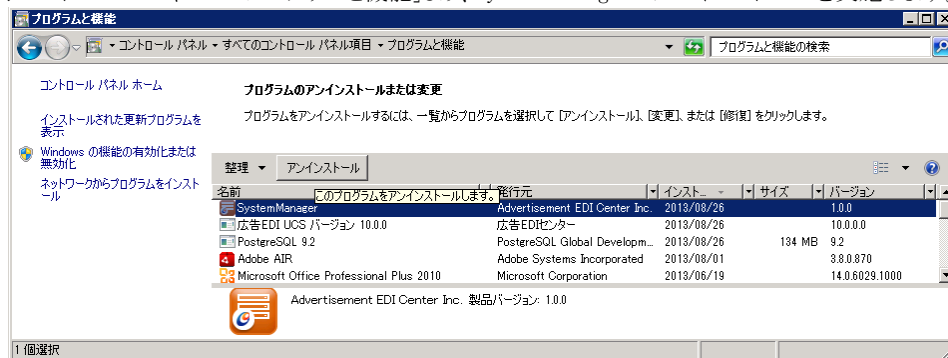 プログラムと機能
コントロール パネル ▾ すべてのコントロール パネル項目 ▾ プログラムと機能
プログラムと機能の検索
コントロール パネル ホーム
インストールされた更新プログラムを
表示
Windows の機能の有効化または
無効化
ネットワークからプログラムをインスト
ール
プログラムのアンインストールまたは変更
プログラムをアンインストールするには、一覧からプログラムを選択して [アンインストール]、[変更]、または [修復] をクリックします。
整理 ▾ アンインストール
名前 発行元 インスト... サイズ バージョン
このプログラムをアンインストールします。
SystemManager Advertisement EDI Center Inc. 2013/08/26 1.0.0
広告EDI UCS バージョン 10.0.0 広告EDIセンター 2013/08/26 10.0.0.0
PostgreSQL 9.2 PostgreSQL Global Developm... 2013/08/26 134 MB 9.2
Adobe AIR Adobe Systems Incorporated 2013/08/01 3.8.0.870
Microsoft Office Professional Plus 2010 Microsoft Corporation 2013/06/19 14.0.6029.1000
Advertisement EDI Center Inc. 製品バージョン: 1.0.0
1 個選択